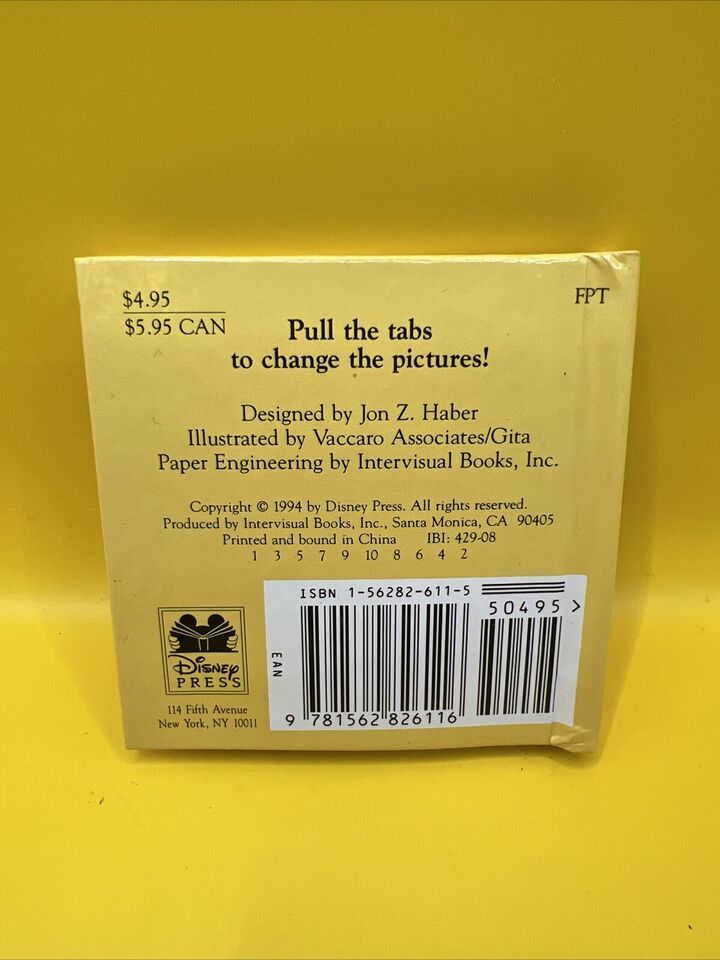 $4.95
$5.95 CAN
FPT
Pull the tabs
to change the pictures!
Designed by Jon Z. Haber
Illustrated by Vaccaro Associates/Gita
Paper Engineering by Intervisual Books, Inc.
Copyright © 1994 by Disney Press. All rights reserved.
Produced by Intervisual Books, Inc., Santa Monica, CA 90405
Printed and bound in China IBI: 429-08
1 3 5 7 9 10 8 6 4 2
DISNEY
PRESS
114 Fifth Avenue
New York, NY 10011
ISBN 1-56282-611-5
50495 >
EAN
9 781562 826116